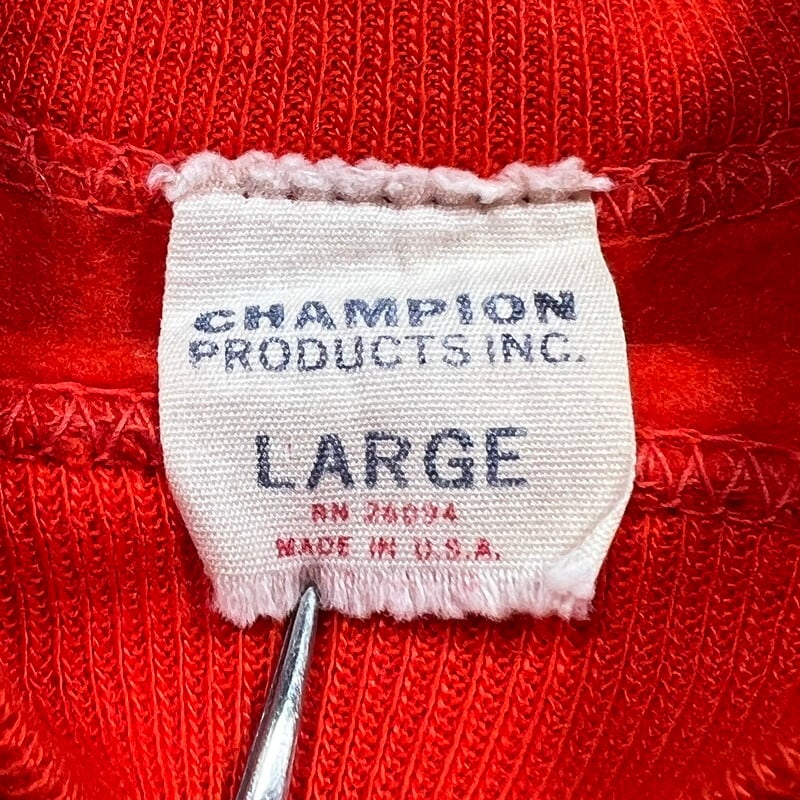 CHAMPION
PRODUCTS INC.
LARGE
RN 26094
MADE IN U.S.A.